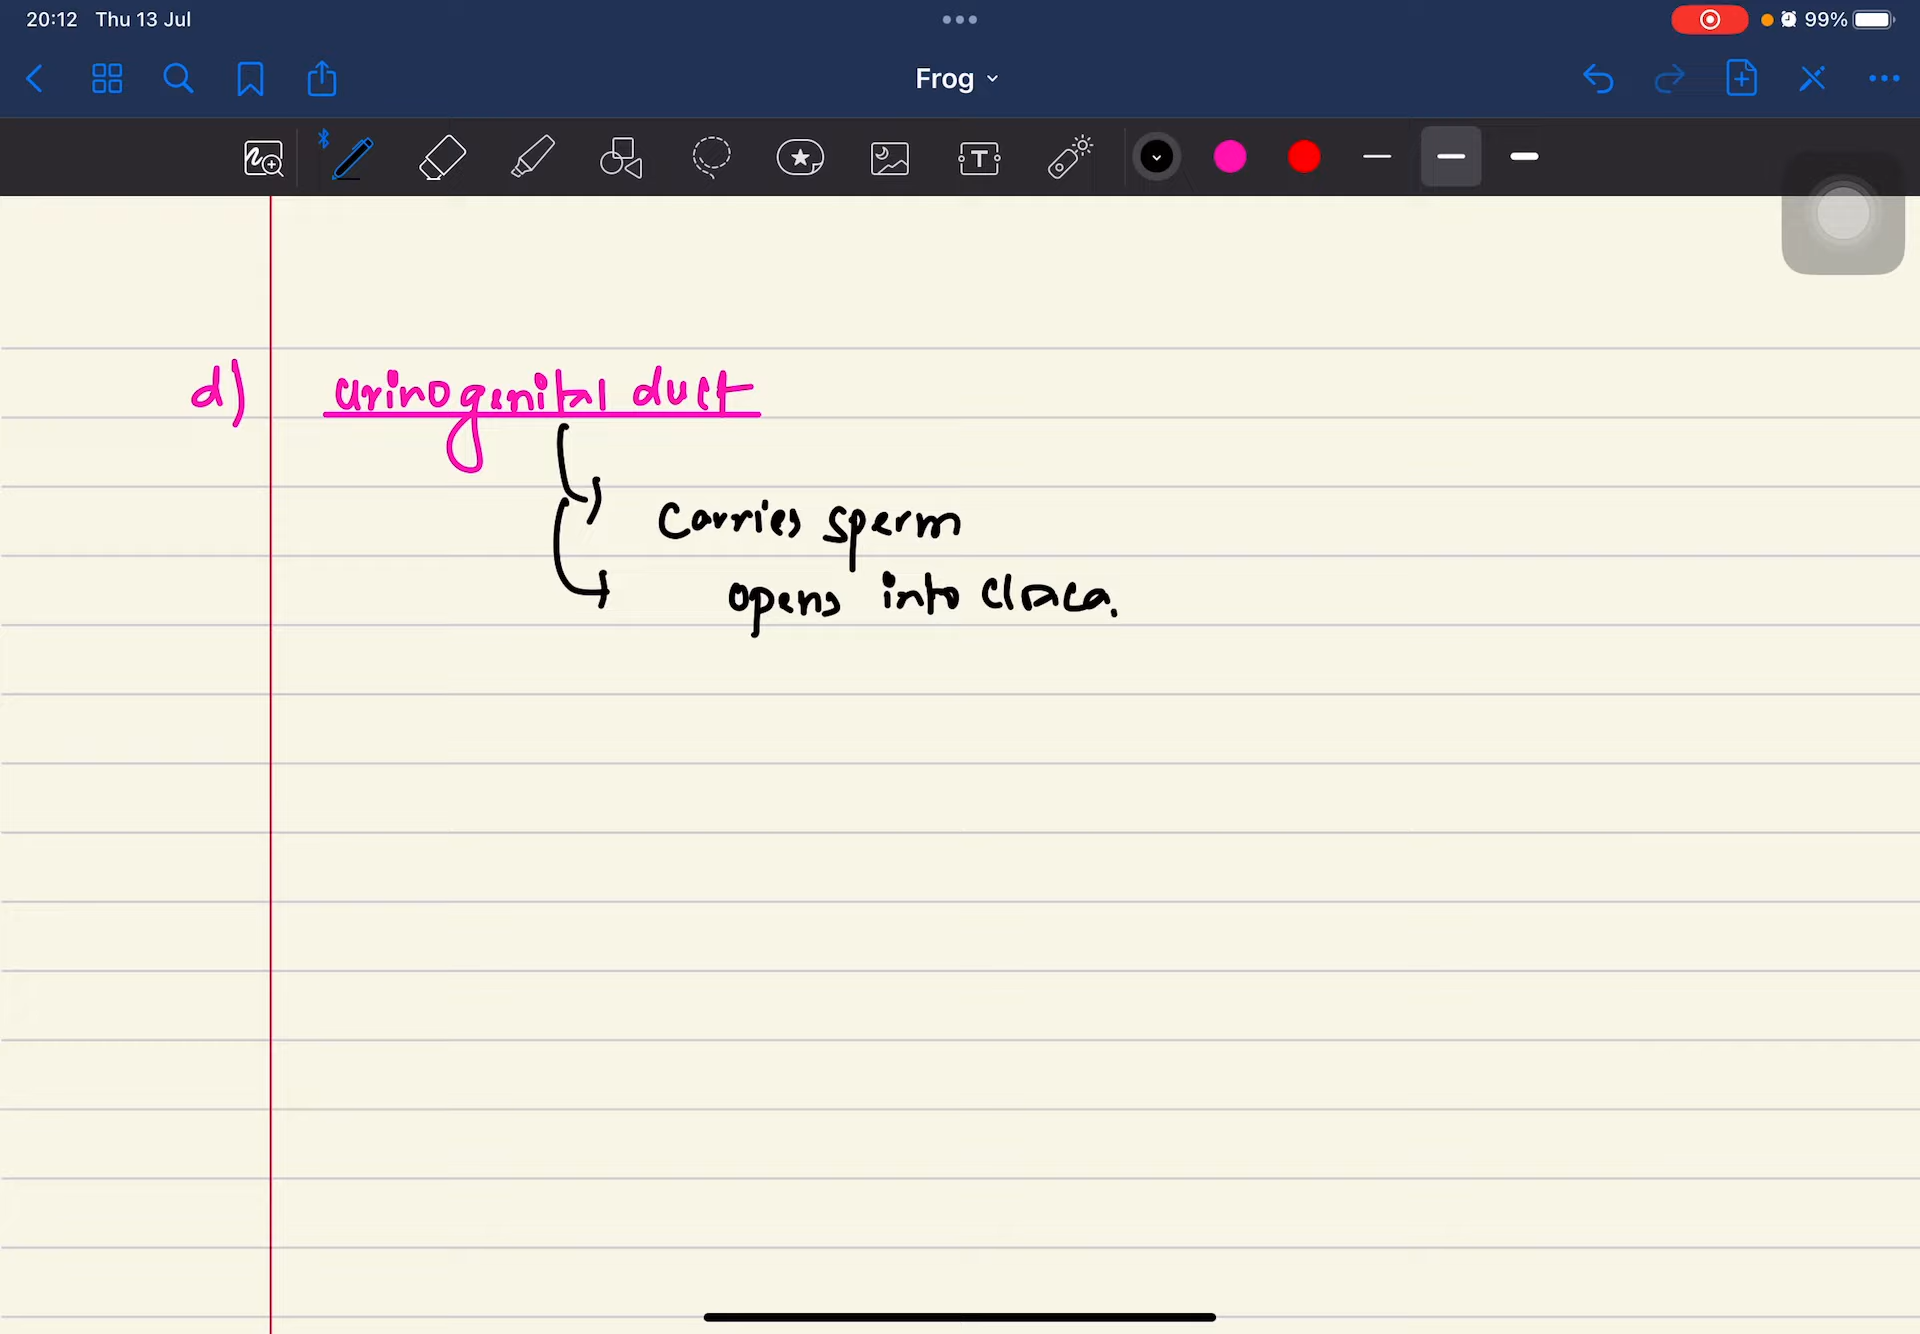 20:12 Thu 13 Jul 99%
Frog
T
d) urinogenital duct
Carries sperm
opens into cloaca.